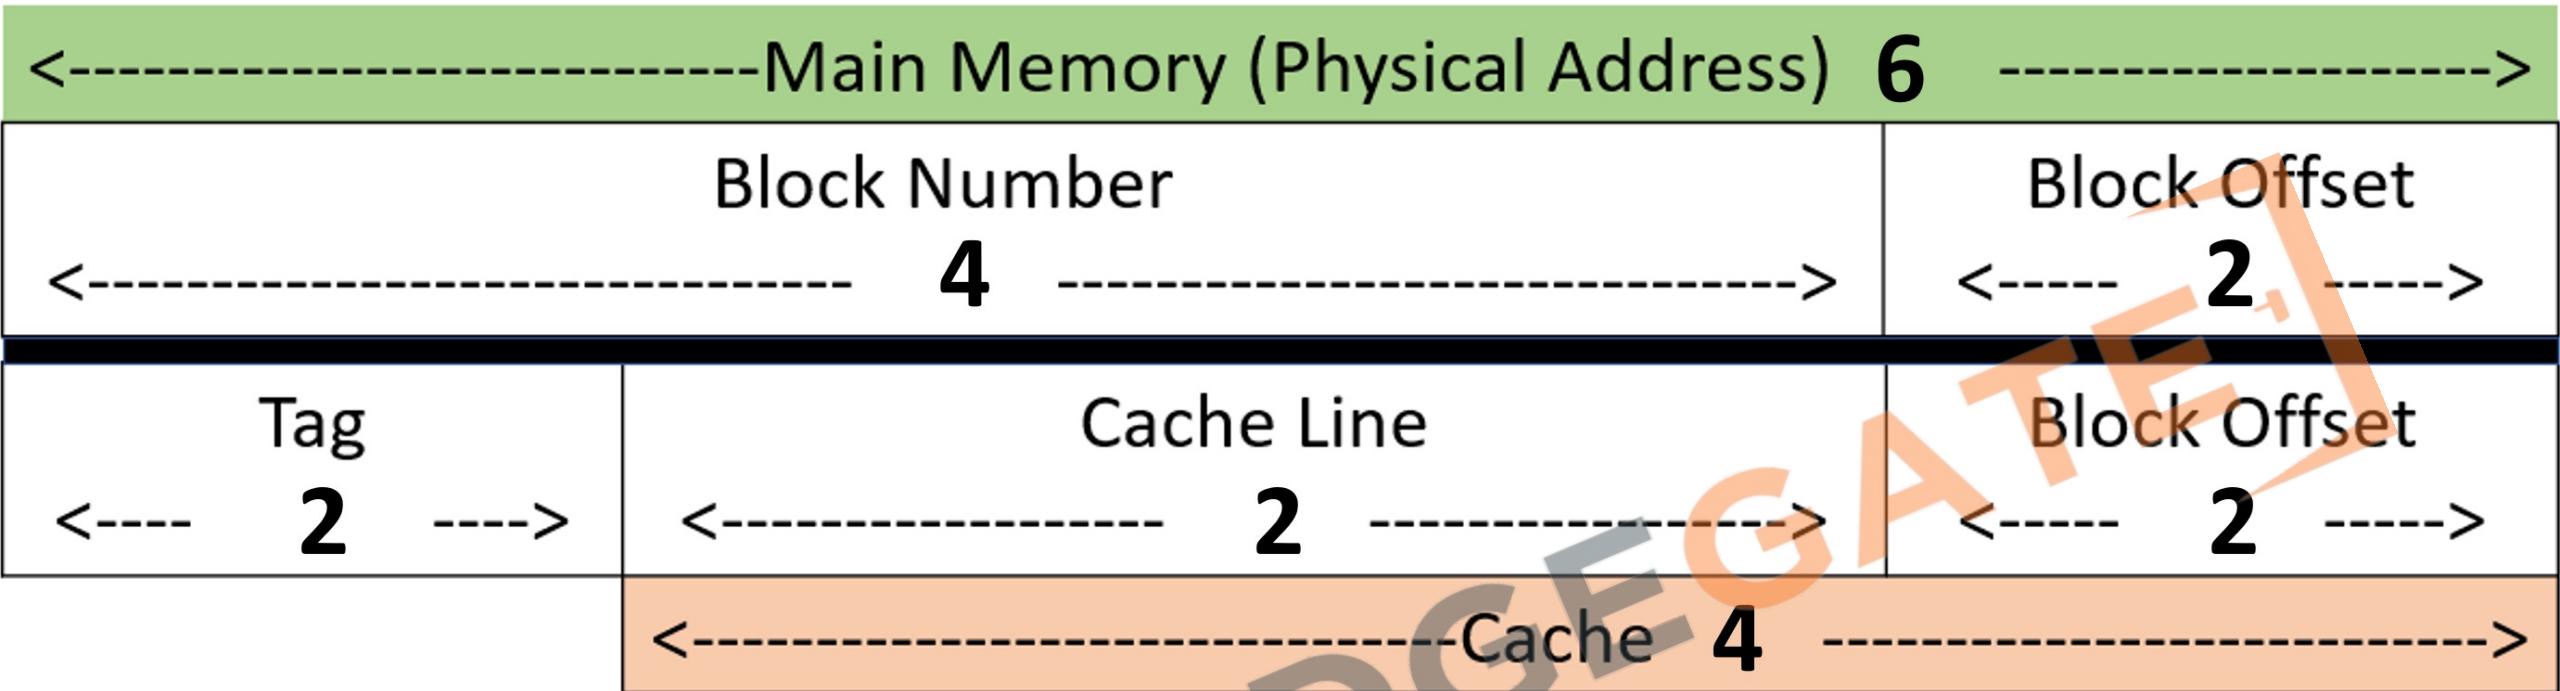 <---------------------------Main Memory (Physical Address) 6 -------------------->
Block Number Block Offset
<------------------------------- 4 ------------------------------> <----- 2 ----->
Tag Cache Line Block Offset
<---- 2 ----> <------------------ 2 -----------------> <----- 2 ----->
<-------------------------------Cache 4 --------------------------->
DGEGATE